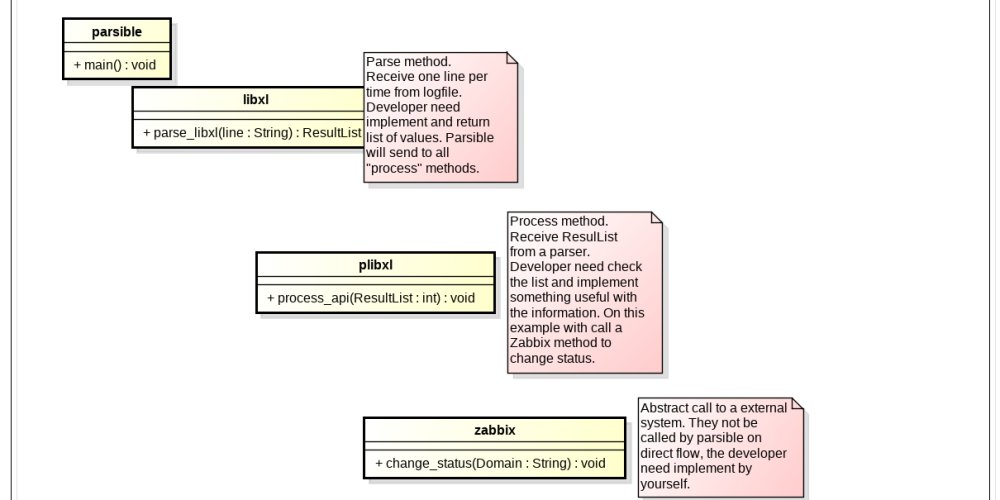 parsible
+ main() : void
libxl
+ parse_libxl(line : String) : ResultList
Parse method.
Receive one line per
time from logfile.
Developer need
implement and return
list of values. Parsible
will send to all
"process" methods.
plibxl
+ process_api(ResultList : int) : void
Process method.
Receive ResulList
from a parser.
Developer need check
the list and implement
something useful with
the information. On this
example with call a
Zabbix method to
change status.
zabbix
+ change_status(Domain : String) : void
Abstract call to a external
system. They not be
called by parsible on
direct flow, the developer
need implement by
yourself.